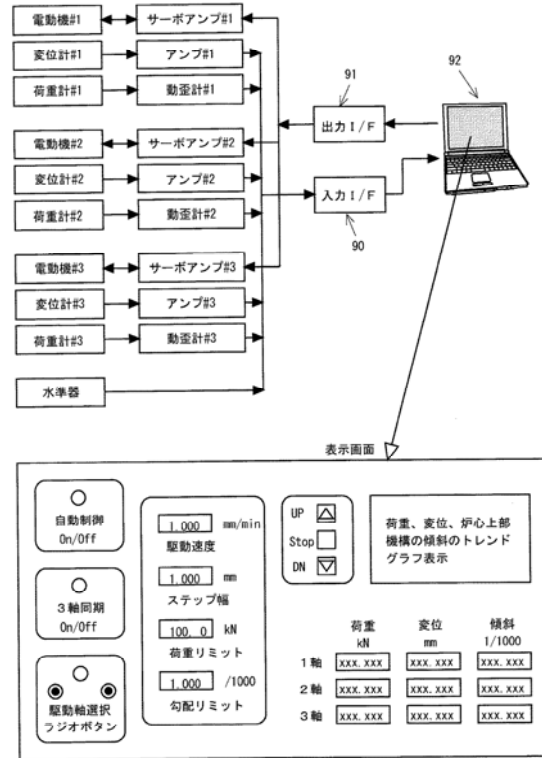 電動機#1
サーボアンプ#1
変位計#1
アンプ#1
荷重計#1
動歪計#1
91
92
出力I/F
電動機#2
サーボアンプ#2
変位計#2
アンプ#2
入力I/F
荷重計#2
動歪計#2
90
電動機#3
サーボアンプ#3
変位計#3
アンプ#3
荷重計#3
動歪計#3
水準器
表示画面
自動制御
On/Off
3軸同期
On/Off
駆動軸選択
ラジオボタン
1.000 mm/min
駆動速度
1.000 mm
ステップ幅
100.0 kN
荷重リミット
1.000 /1000
勾配リミット
UP
Stop
DN
荷重、変位、炉心上部
機構の傾斜のトレンド
グラフ表示
荷重 変位 傾斜
kN mm 1/1000
1軸 xxx.xxx xxx.xxx xxx.xxx
2軸 xxx.xxx xxx.xxx xxx.xxx
3軸 xxx.xxx xxx.xxx xxx.xxx